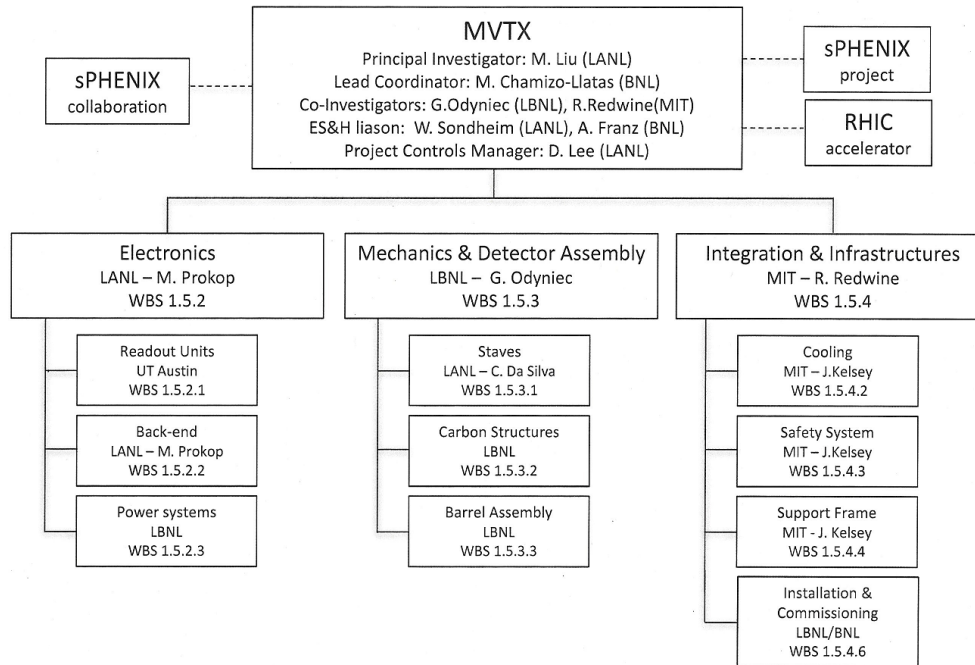 MVTX
Principal Investigator: M. Liu (LANL)
Lead Coordinator: M. Chamizo-Llatas (BNL)
Co-Investigators: G.Odyniec (LBNL), R.Redwine(MIT)
ES&H liason: W. Sondheim (LANL), A. Franz (BNL)
Project Controls Manager: D. Lee (LANL)
sPHENIX
collaboration
sPHENIX
project
RHIC
accelerator
Electronics
LANL – M. Prokop
WBS 1.5.2
Readout Units
UT Austin
WBS 1.5.2.1
Back-end
LANL – M. Prokop
WBS 1.5.2.2
Power systems
LBNL
WBS 1.5.2.3
Mechanics & Detector Assembly
LBNL – G. Odyniec
WBS 1.5.3
Staves
LANL – C. Da Silva
WBS 1.5.3.1
Carbon Structures
LBNL
WBS 1.5.3.2
Barrel Assembly
LBNL
WBS 1.5.3.3
Integration & Infrastructures
MIT – R. Redwine
WBS 1.5.4
Cooling
MIT – J.Kelsey
WBS 1.5.4.2
Safety System
MIT – J.Kelsey
WBS 1.5.4.3
Support Frame
MIT - J. Kelsey
WBS 1.5.4.4
Installation &
Commissioning
LBNL/BNL
WBS 1.5.4.6